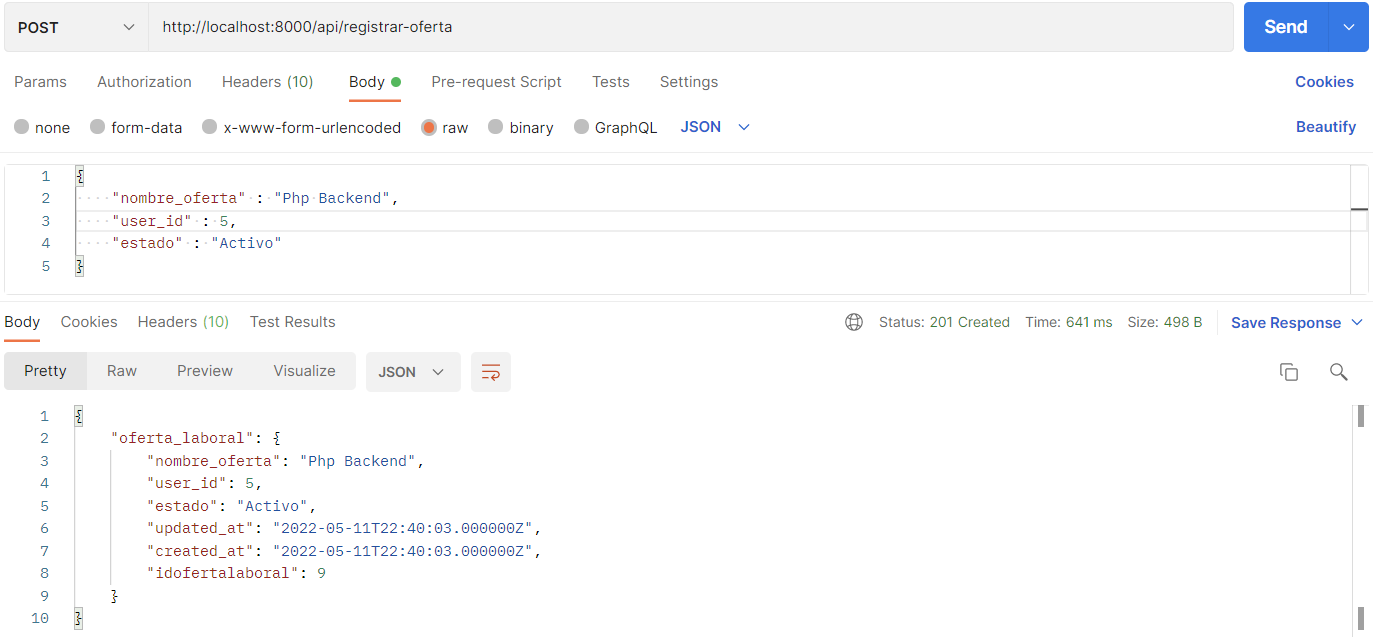 POST http://localhost:8000/api/registrar-oferta Send
Params Authorization Headers (10) Body Pre-request Script Tests Settings Cookies
none form-data x-www-form-urlencoded raw binary GraphQL JSON Beautify
1 {
2 "nombre_oferta" : "Php Backend",
3 "user_id" : 5,
4 "estado" : "Activo"
5 }
Body Cookies Headers (10) Test Results Status: 201 Created Time: 641 ms Size: 498 B Save Response
Pretty Raw Preview Visualize JSON
1 {
2 "oferta_laboral": {
3 "nombre_oferta": "Php Backend",
4 "user_id": 5,
5 "estado": "Activo",
6 "updated_at": "2022-05-11T22:40:03.000000Z",
7 "created_at": "2022-05-11T22:40:03.000000Z",
8 "idofertalaboral": 9
9 }
10 }